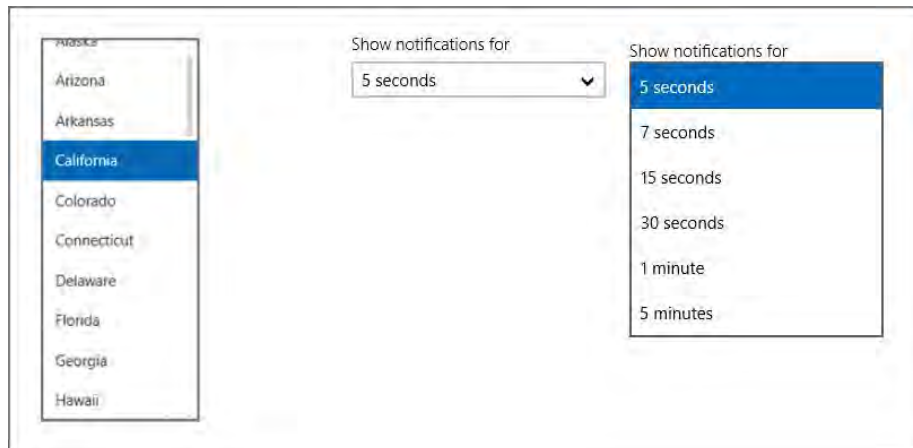 Alaska
Arizona
Arkansas
California
Colorado
Connecticut
Delaware
Florida
Georgia
Hawaii
Show notifications for
5 seconds
Show notifications for
5 seconds
7 seconds
15 seconds
30 seconds
1 minute
5 minutes